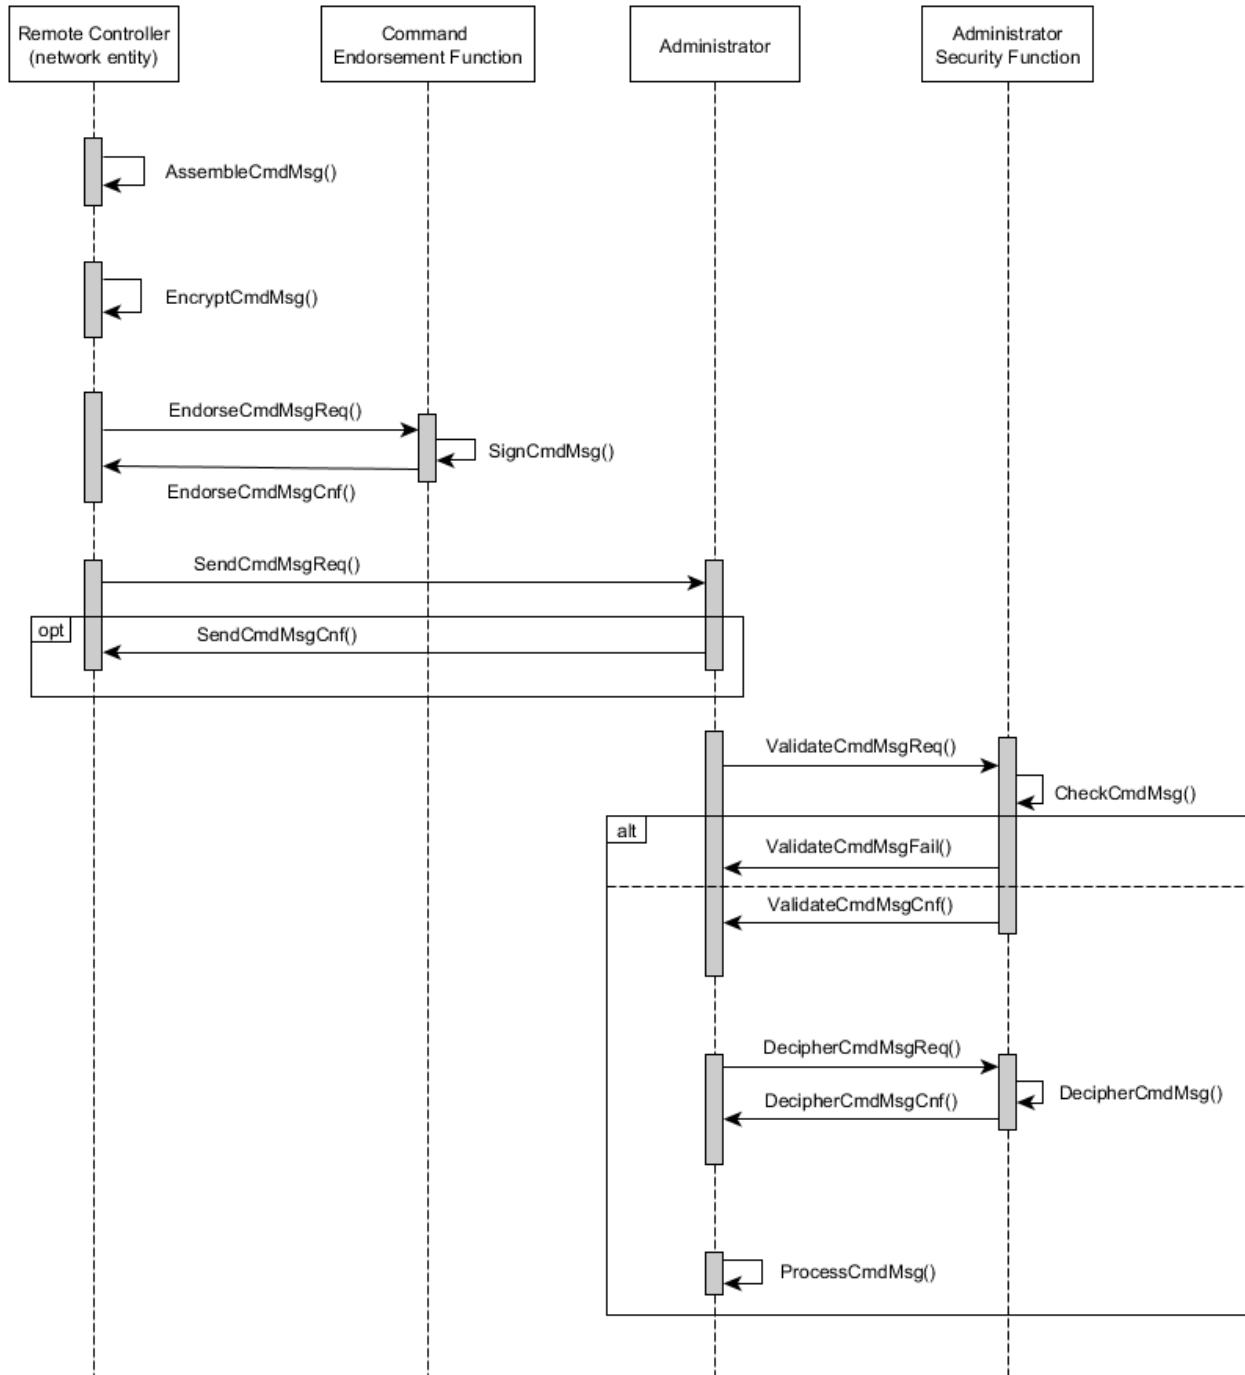 Remote Controller
(network entity)
Command
Endorsement Function
Administrator
Administrator
Security Function
AssembleCmdMsg()
EncryptCmdMsg()
EndorseCmdMsgReq()
SignCmdMsg()
EndorseCmdMsgCnf()
SendCmdMsgReq()
opt
SendCmdMsgCnf()
ValidateCmdMsgReq()
CheckCmdMsg()
alt
ValidateCmdMsgFail()
ValidateCmdMsgCnf()
DecipherCmdMsgReq()
DecipherCmdMsg()
DecipherCmdMsgCnf()
ProcessCmdMsg()